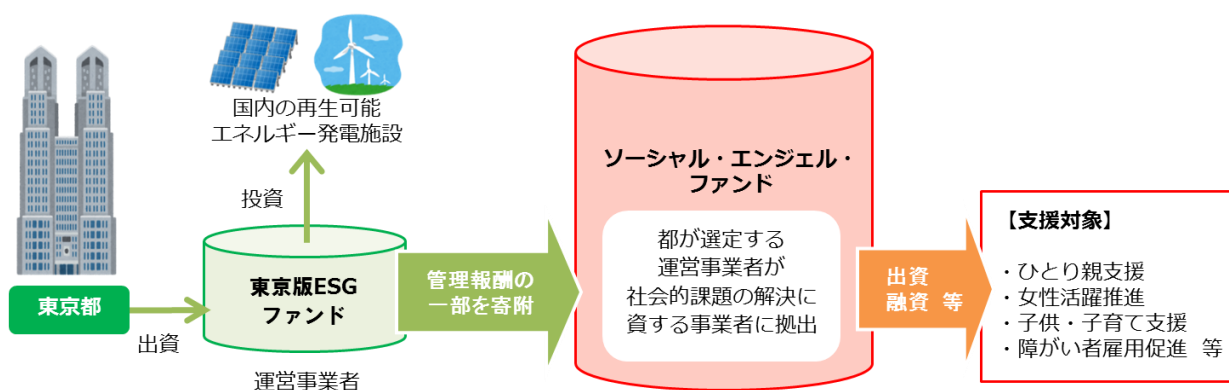 国内の再生可能
エネルギー発電施設
投資
東京都
出資
東京版ESG
ファンド
運営事業者
管理報酬の
一部を寄附
ソーシャル・エンジェル・
ファンド
都が選定する
運営事業者が
社会的課題の解決に
資する事業者に拠出
出資
融資 等
【支援対象】
・ひとり親支援
・女性活躍推進
・子供・子育て支援
・障がい者雇用促進 等